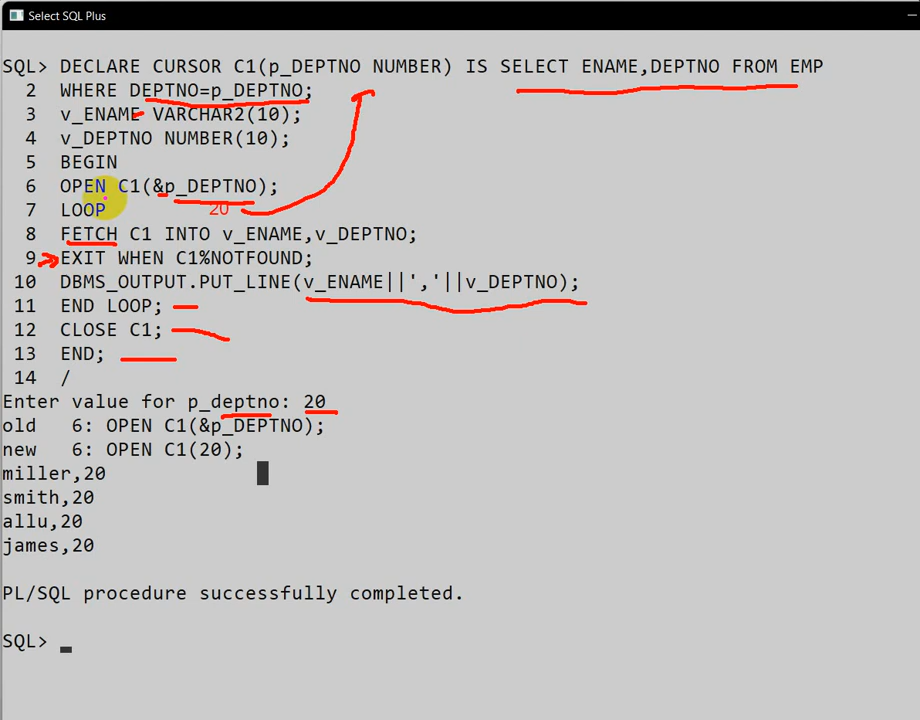 Select SQL Plus
SQL> DECLARE CURSOR C1(p_DEPTNO NUMBER) IS SELECT ENAME,DEPTNO FROM EMP
2 WHERE DEPTNO=p_DEPTNO;
3 v_ENAME VARCHAR2(10);
4 v_DEPTNO NUMBER(10);
5 BEGIN
6 OPEN C1(&p_DEPTNO);
7 LOOP
20
8 FETCH C1 INTO v_ENAME,v_DEPTNO;
9 EXIT WHEN C1%NOTFOUND;
10 DBMS_OUTPUT.PUT_LINE(v_ENAME||','||v_DEPTNO);
11 END LOOP;
12 CLOSE C1;
13 END;
14 /
Enter value for p_deptno: 20
old 6: OPEN C1(&p_DEPTNO);
new 6: OPEN C1(20);
miller,20
smith,20
allu,20
james,20
PL/SQL procedure successfully completed.
SQL>